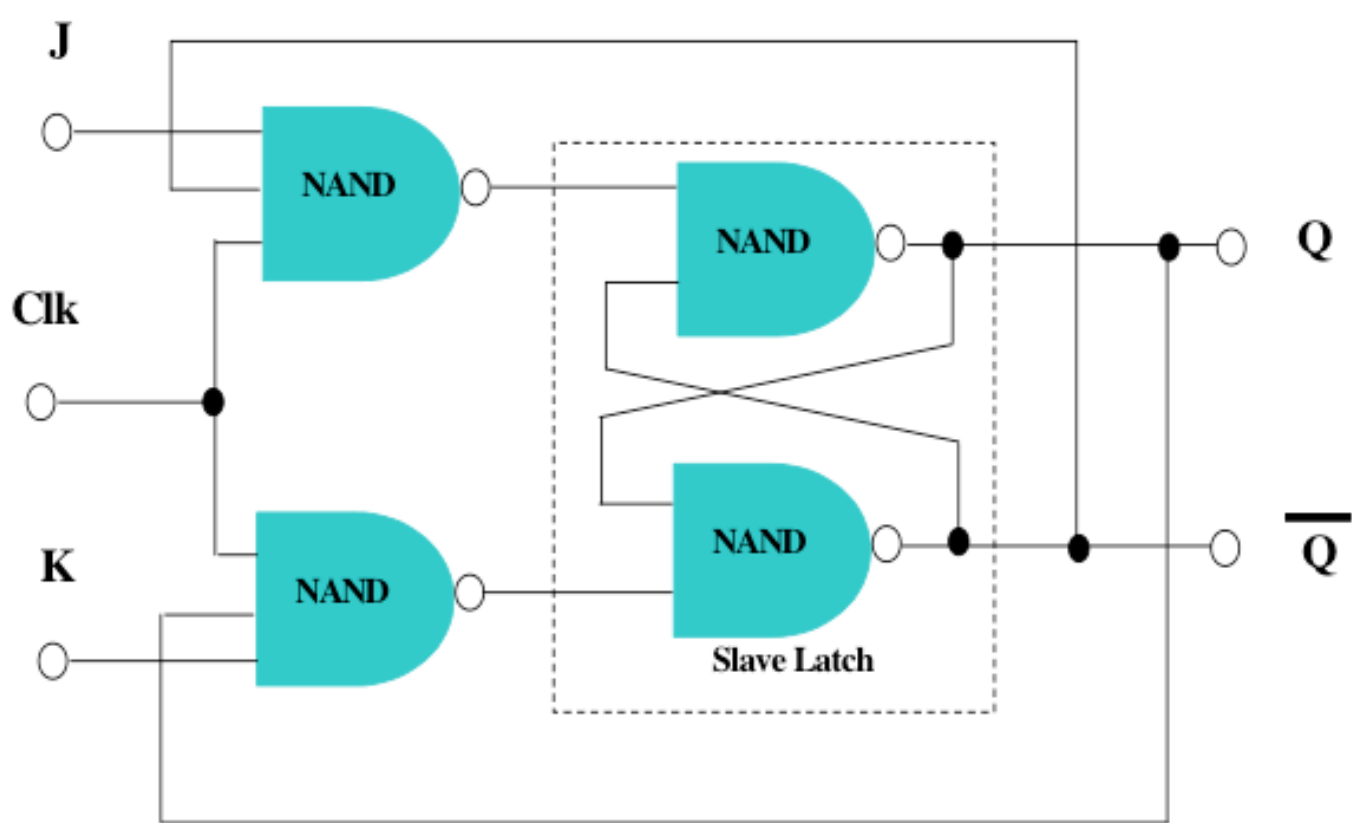 J
NAND
NAND
Q
Clk
NAND
Q
K
NAND
Slave Latch